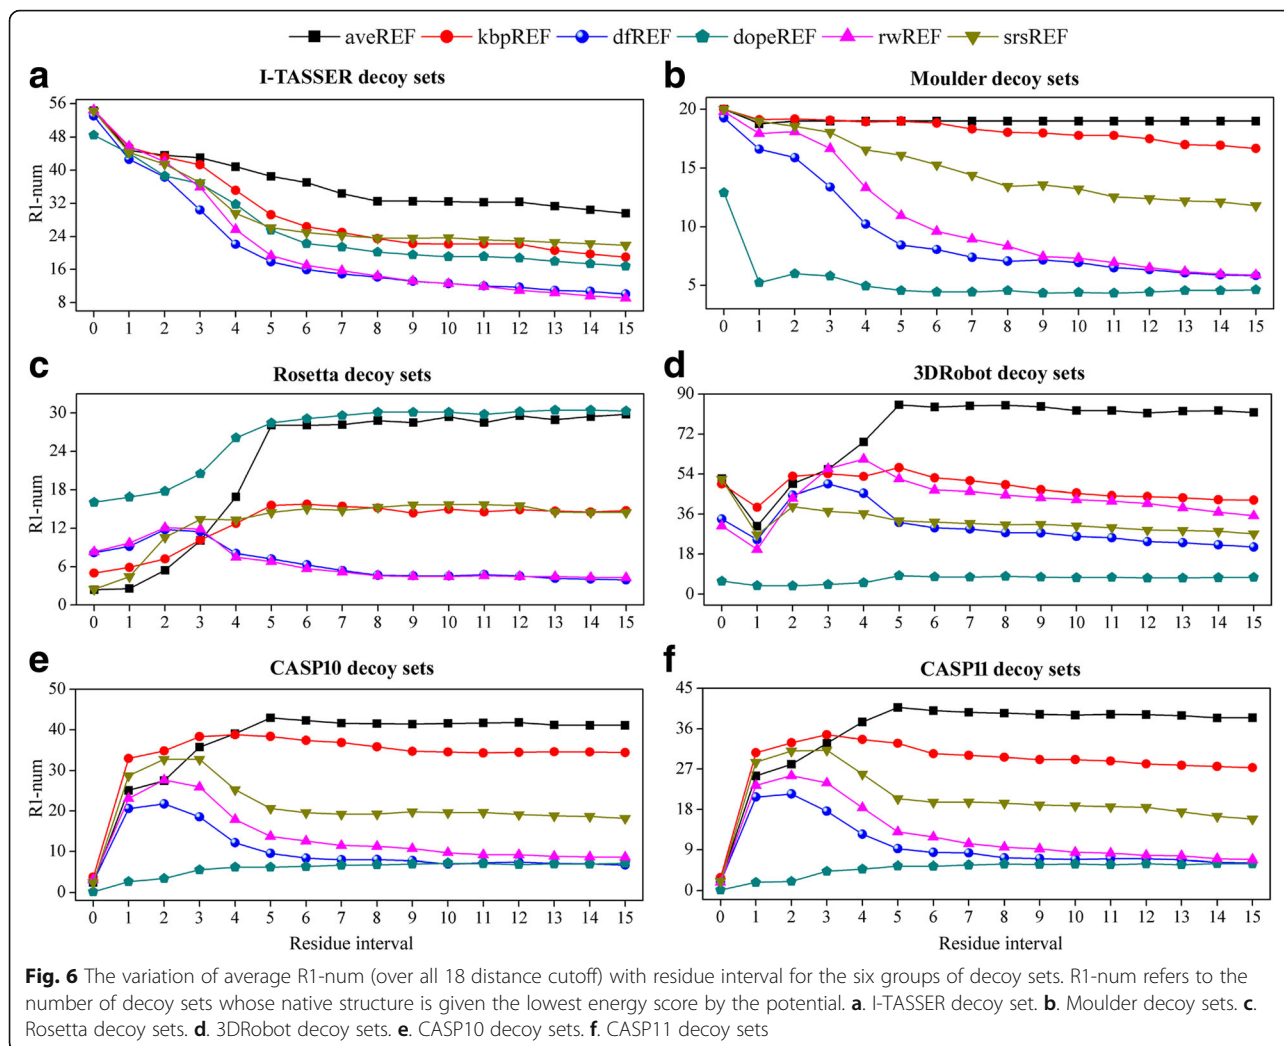 aveREF kbpREF dfREF dopeREF rwREF srsREF
a I-TASSER decoy sets
R1-num
56
48
40
32
24
16
8
0 1 2 3 4 5 6 7 8 9 10 11 12 13 14 15
b Moulder decoy sets
20
15
10
5
0 1 2 3 4 5 6 7 8 9 10 11 12 13 14 15
c Rosetta decoy sets
R1-num
30
24
18
12
6
0
0 1 2 3 4 5 6 7 8 9 10 11 12 13 14 15
d 3DRobot decoy sets
90
72
54
36
18
0
0 1 2 3 4 5 6 7 8 9 10 11 12 13 14 15
e CASP10 decoy sets
R1-num
50
40
30
20
10
0
0 1 2 3 4 5 6 7 8 9 10 11 12 13 14 15
Residue interval
f CASP11 decoy sets
45
36
27
18
9
0
0 1 2 3 4 5 6 7 8 9 10 11 12 13 14 15
Residue interval
Fig. 6 The variation of average R1-num (over all 18 distance cutoff) with residue interval for the six groups of decoy sets. R1-num refers to the
number of decoy sets whose native structure is given the lowest energy score by the potential. a. I-TASSER decoy set. b. Moulder decoy sets. c.
Rosetta decoy sets. d. 3DRobot decoy sets. e. CASP10 decoy sets. f. CASP11 decoy sets